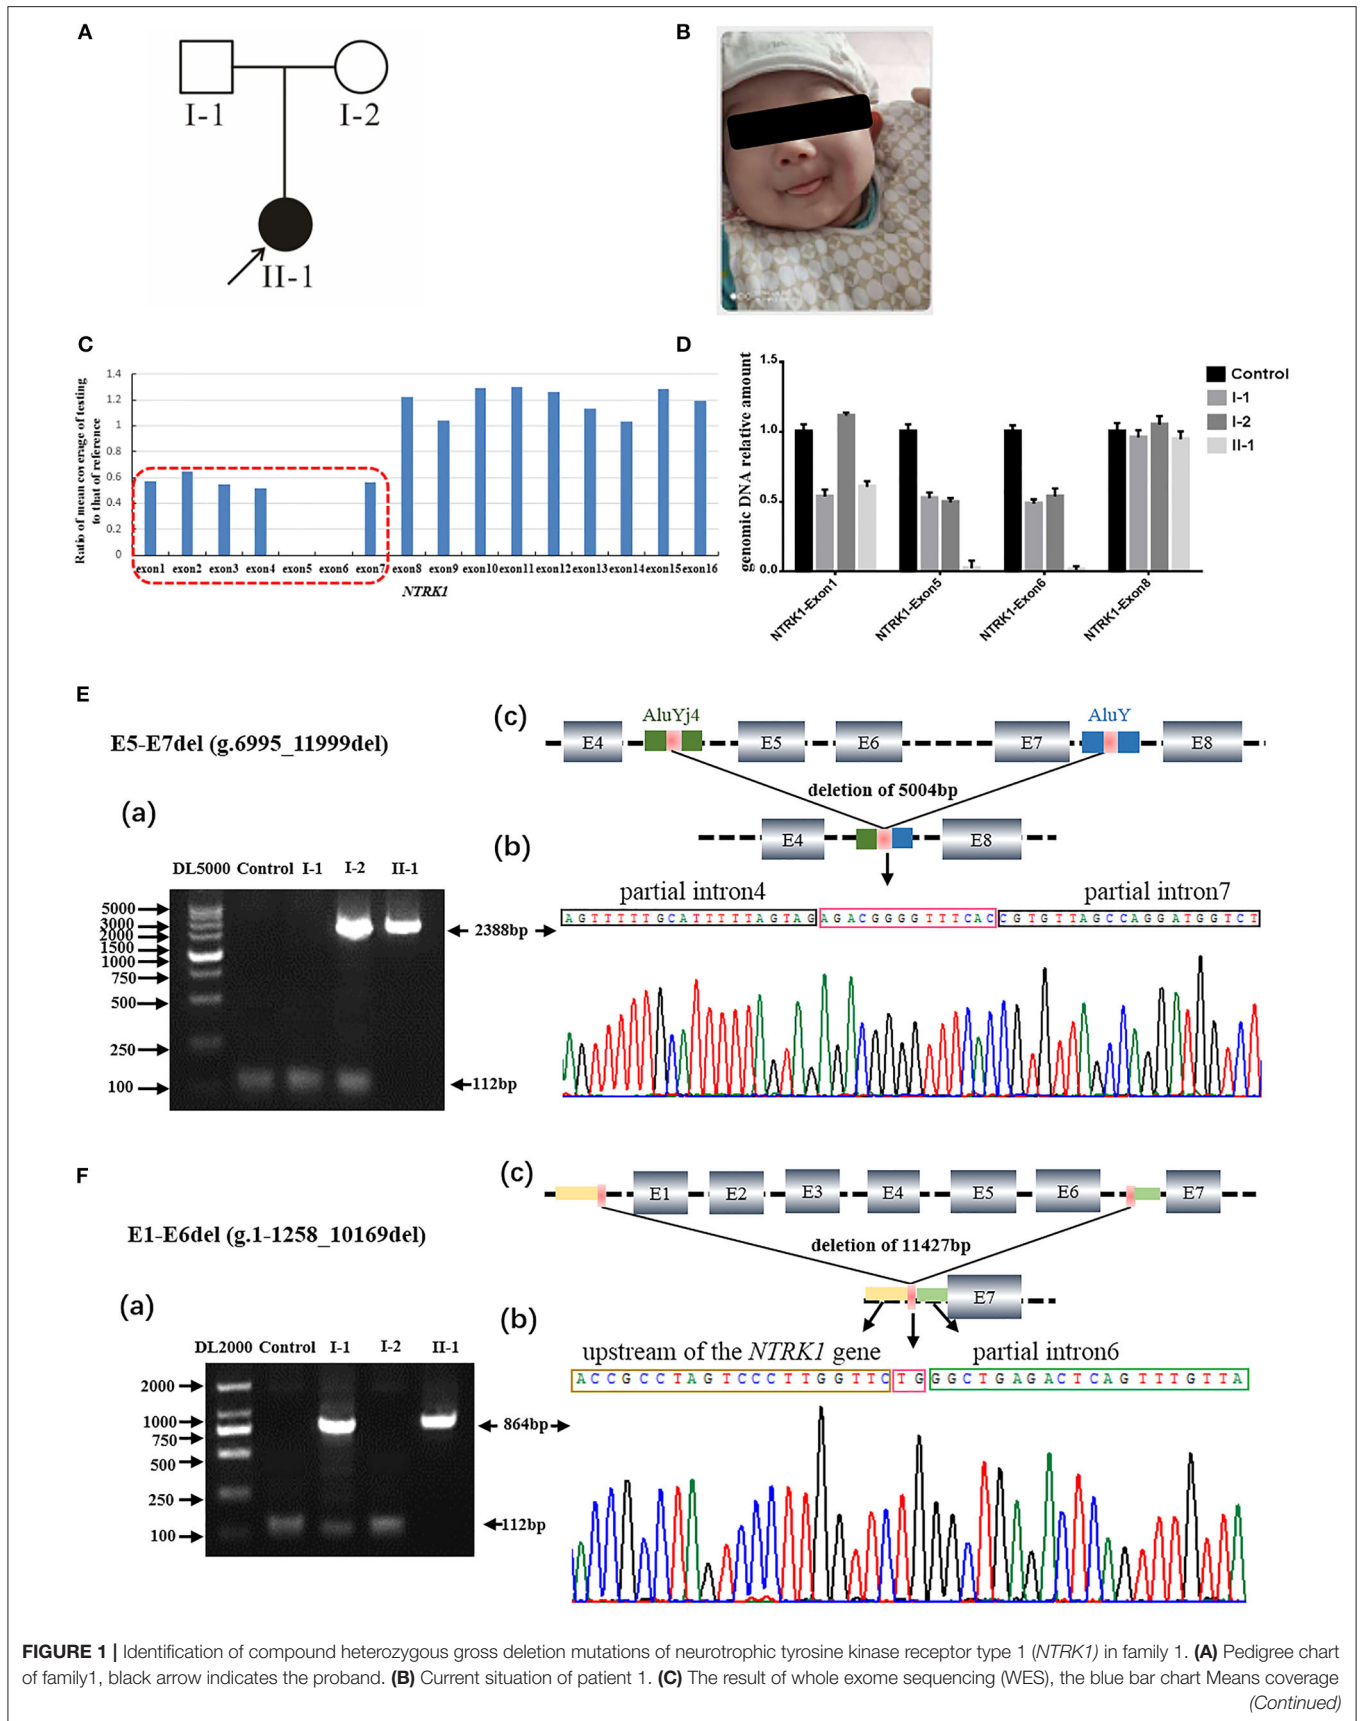 A
I-1
I-2
II-1
B
C
Ratio of mean coverage of testing
to that of reference
1.4
1.2
1
0.8
0.6
0.4
0.2
0
exon1 exon2 exon3 exon4 exon5 exon6 exon7 exon8 exon9 exon10 exon11 exon12 exon13 exon14 exon15 exon16
NTRK1
D
genomic DNA relative amount
1.5
1.0
0.5
0.0
NTRK1-Exon1
NTRK1-Exon5
NTRK1-Exon6
NTRK1-Exon8
Control
I-1
I-2
II-1
E
E5-E7del (g.6995_11999del)
(a)
DL5000 Control I-1 I-2 II-1
5000
3000
2000
1500
1000
750
500
250
100
2388bp
112bp
(c)
AluYj4 AluY
E4 E5 E6 E7 E8
deletion of 5004bp
E4 E8
(b)
partial intron4 partial intron7
AGTTTTTGCATTTTTAGTAG AGACGGGGTTTCAC CGTGTTAGCCAGGATGGTCT
F
E1-E6del (g.1-1258_10169del)
(a)
DL2000 Control I-1 I-2 II-1
2000
1000
750
500
250
100
864bp
112bp
(c)
E1 E2 E3 E4 E5 E6 E7
deletion of 11427bp
E7
(b)
upstream of the NTRK1 gene partial intron6
ACCGCCTAGTCCCTTGGTTC TG GGCTGAGACTCAGTTTGTTA
FIGURE 1 | Identification of compound heterozygous gross deletion mutations of neurotrophic tyrosine kinase receptor type 1 (NTRK1) in family 1. (A) Pedigree chart
of family1, black arrow indicates the proband. (B) Current situation of patient 1. (C) The result of whole exome sequencing (WES), the blue bar chart Means coverage
(Continued)